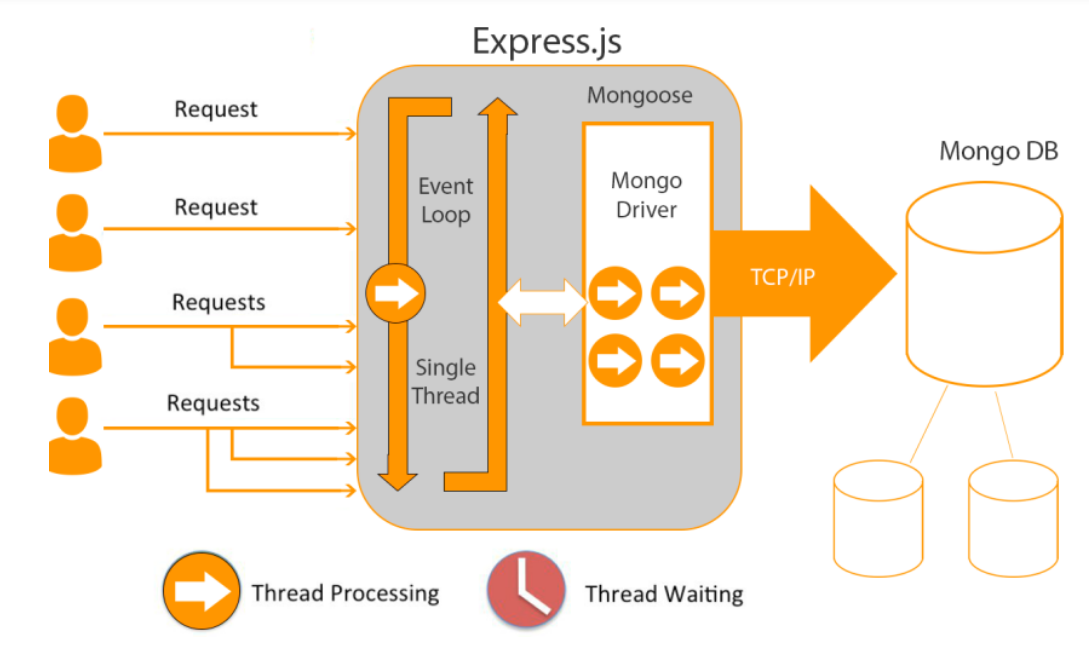 Express.js
Request
Request
Requests
Requests
Event
Loop
Single
Thread
Mongoose
Mongo
Driver
TCP/IP
Mongo DB
Thread Processing
Thread Waiting